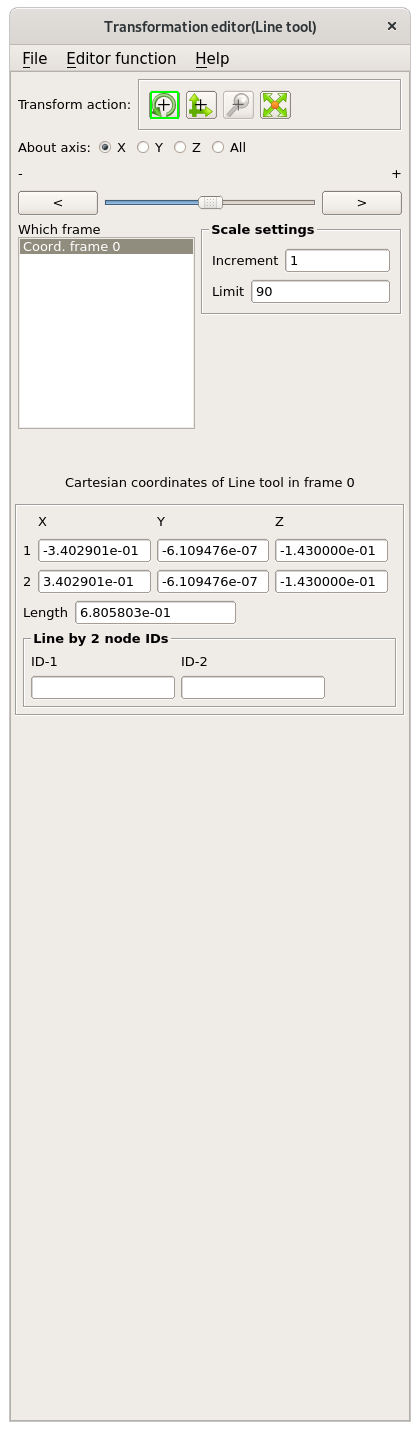 Transformation editor(Line tool) ×
File Editor function Help
Transform action:
About axis: X Y Z All
- +
< >
Which frame
Coord. frame 0
Scale settings
Increment 1
Limit 90
Cartesian coordinates of Line tool in frame 0
X Y Z
1 -3.402901e-01 -6.109476e-07 -1.430000e-01
2 3.402901e-01 -6.109476e-07 -1.430000e-01
Length 6.805803e-01
Line by 2 node IDs
ID-1 ID-2